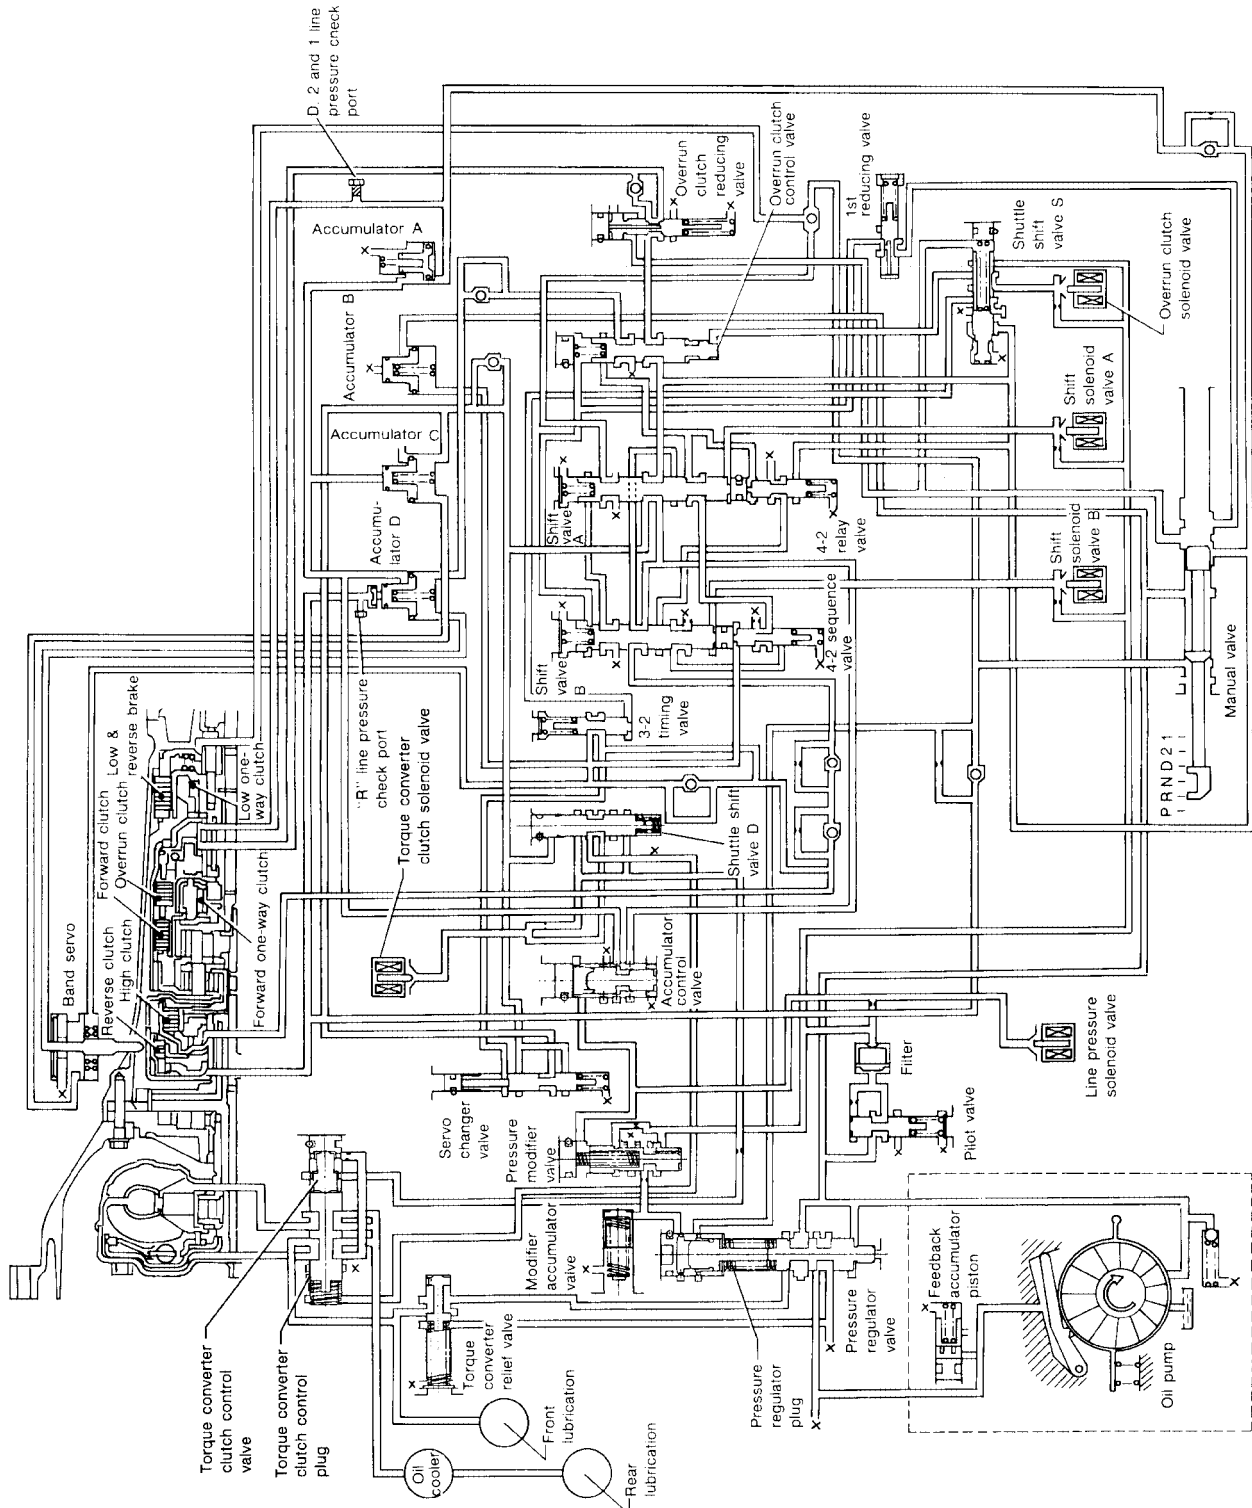 D, 2 and 1 line
pressure cneck
port
Accumulator A
Accumulator B
Accumulator C
Accumu-
lator D
Overrun
clutch
reducing
valve
Overrun clutch
control valve
1st
reducing valve
Shuttle
shift
valve S
Overrun clutch
solenoid valve
Shift
solenoid
valve A
Shift
solenoid
valve B
Shift
valve
A
4-2
relay
valve
Shift
valve
B
4-2 sequence
valve
3-2
timing
valve
Manual valve
PRND21
Low &
reverse brake
Low one-
way clutch
Forward clutch
Overrun clutch
Forward one-way clutch
Band servo
Reverse clutch
High clutch
"R" line pressure
check port
Torque converter
clutch solenoid valve
Shuttle shift
valve D
Accumulator
control
valve
Servo
changer
valve
Pressure
modifier
valve
Modifier
accumulator
valve
Filter
Pilot valve
Line pressure
solenoid valve
Torque converter
clutch control
valve
Torque converter
clutch control
plug
Torque
converter
relief valve
Front
lubrication
Oil
cooler
Rear
lubrication
Pressure
regulator
plug
Pressure
regulator
valve
Feedback
accumulator
piston
Oil pump